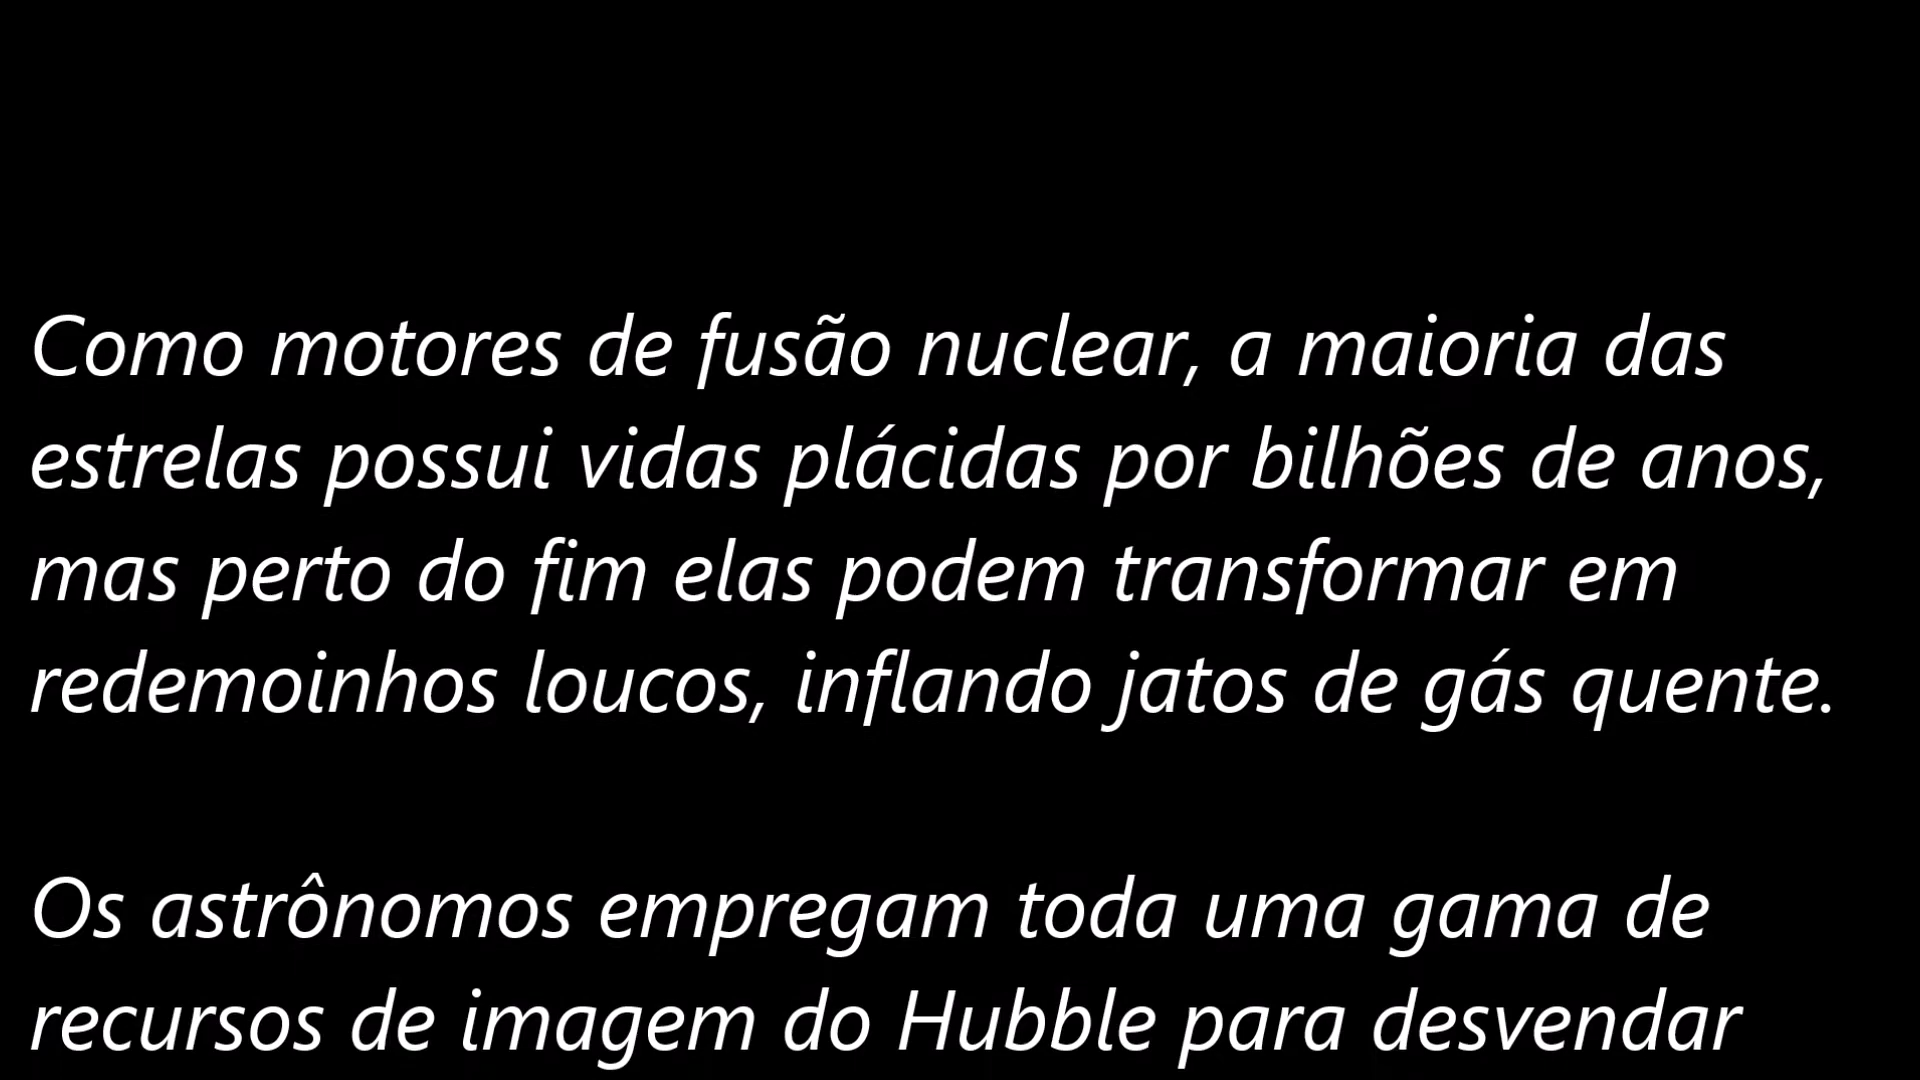 Como motores de fusão nuclear, a maioria das
estrelas possui vidas plácidas por bilhões de anos,
mas perto do fim elas podem transformar em
redemoinhos loucos, inflando jatos de gás quente.
Os astrônomos empregam toda uma gama de
recursos de imagem do Hubble para desvendar